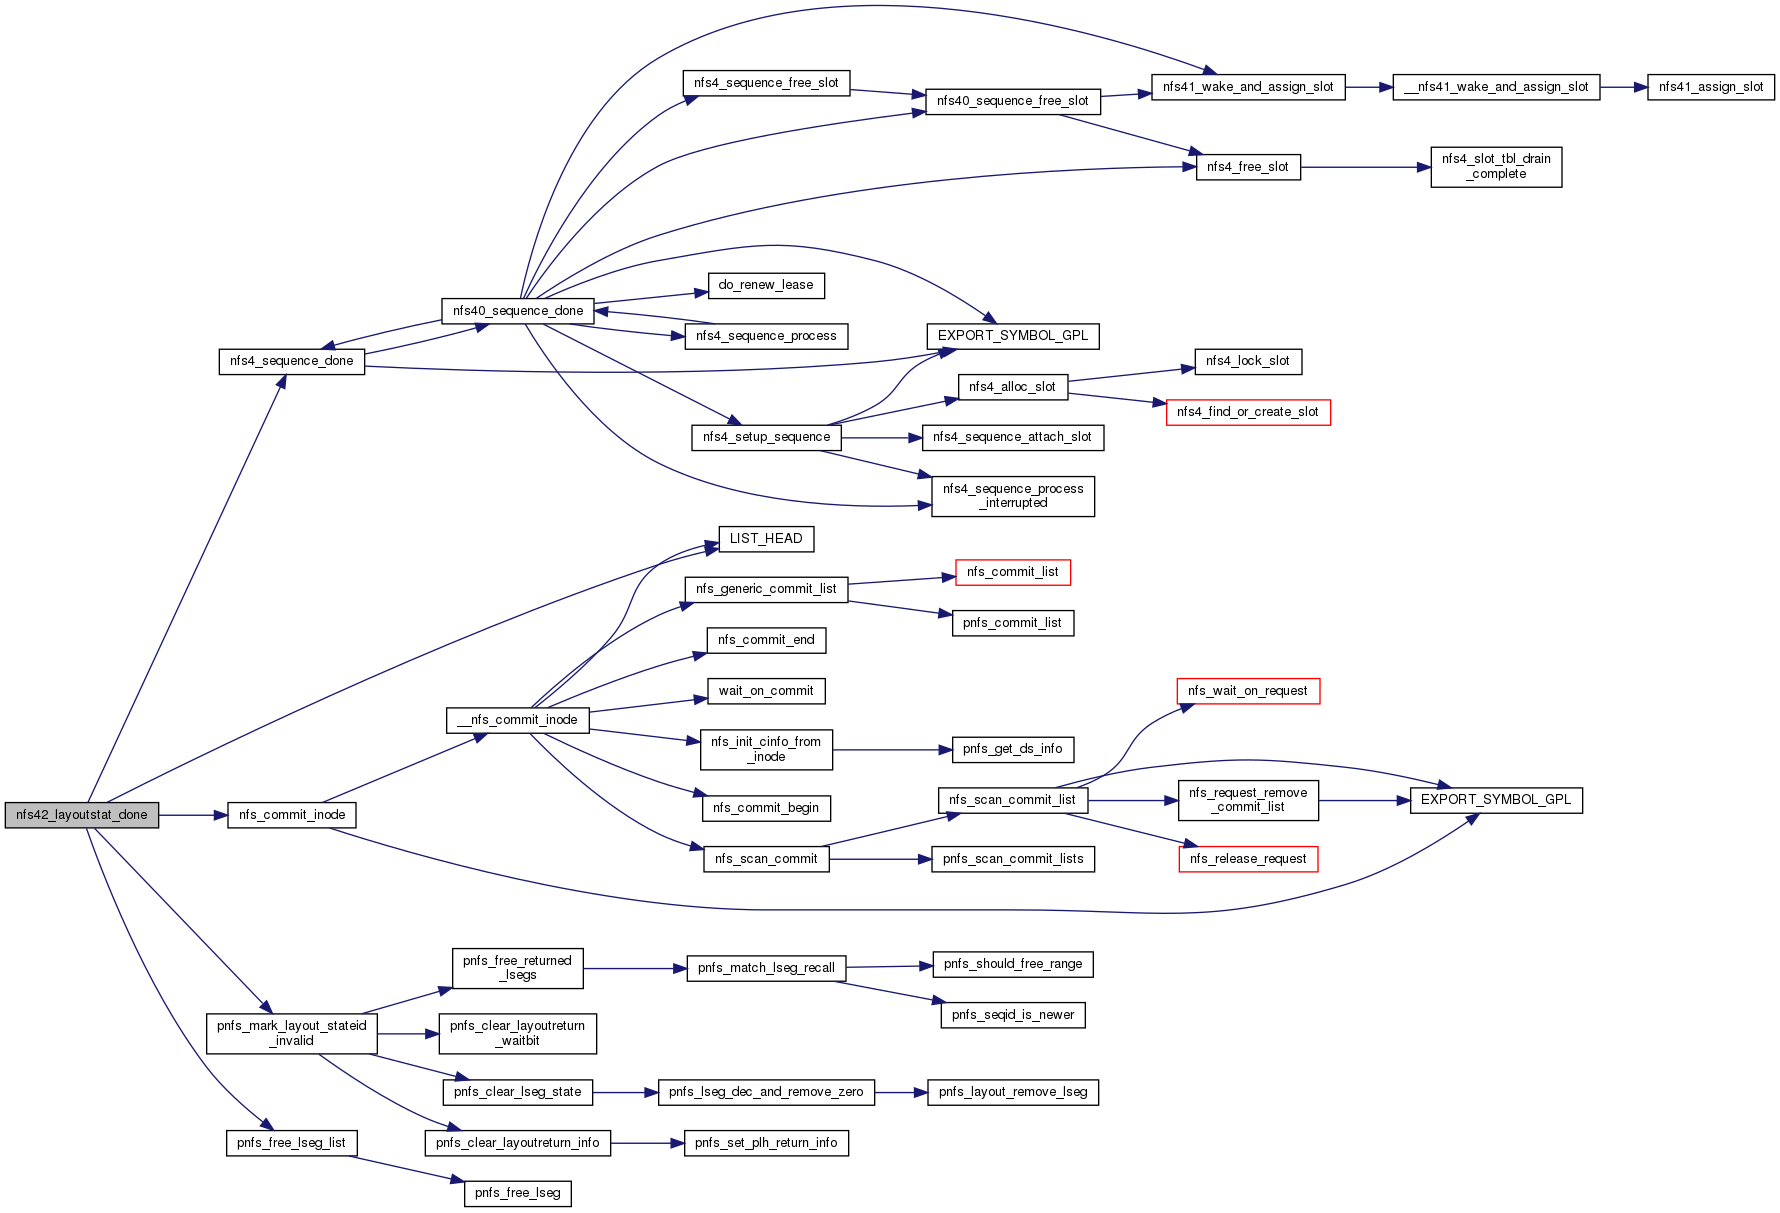 nfs4_sequence_free_slot
nfs40_sequence_free_slot
nfs41_wake_and_assign_slot
__nfs41_wake_and_assign_slot
nfs41_assign_slot
nfs4_free_slot
nfs4_slot_tbl_drain
_complete
nfs40_sequence_done
do_renew_lease
nfs4_sequence_process
EXPORT_SYMBOL_GPL
nfs4_sequence_done
nfs4_alloc_slot
nfs4_lock_slot
nfs4_find_or_create_slot
nfs4_setup_sequence
nfs4_sequence_attach_slot
nfs4_sequence_process
_interrupted
LIST_HEAD
nfs_generic_commit_list
nfs_commit_list
pnfs_commit_list
nfs_commit_end
wait_on_commit
__nfs_commit_inode
nfs_init_cinfo_from
_inode
pnfs_get_ds_info
nfs_wait_on_request
nfs_commit_begin
nfs_scan_commit_list
nfs_request_remove
_commit_list
EXPORT_SYMBOL_GPL
nfs42_layoutstat_done
nfs_commit_inode
nfs_scan_commit
pnfs_scan_commit_lists
nfs_release_request
pnfs_free_returned
_lsegs
pnfs_match_lseg_recall
pnfs_should_free_range
pnfs_seqid_is_newer
pnfs_mark_layout_stateid
_invalid
pnfs_clear_layoutreturn
_waitbit
pnfs_clear_lseg_state
pnfs_lseg_dec_and_remove_zero
pnfs_layout_remove_lseg
pnfs_free_lseg_list
pnfs_clear_layoutreturn_info
pnfs_set_plh_return_info
pnfs_free_lseg